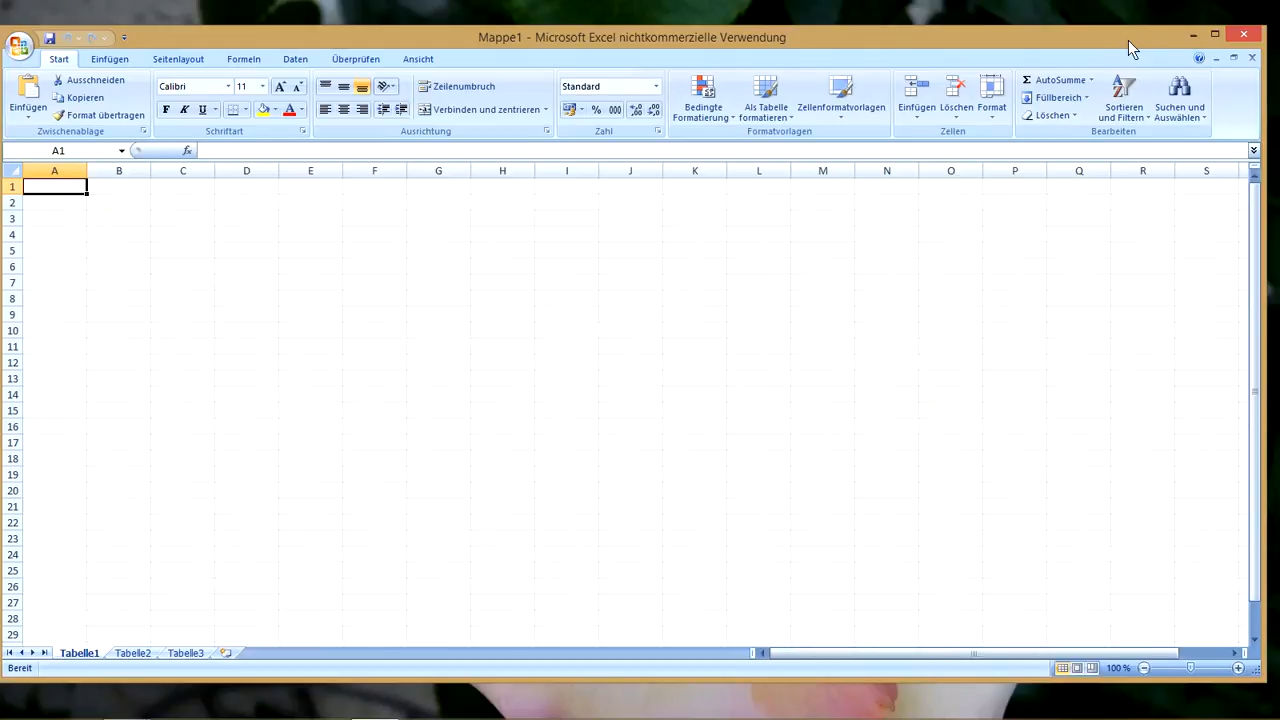 Mappe1 - Microsoft Excel nichtkommerzielle Verwendung
Start Einfügen Seitenlayout Formeln Daten Überprüfen Ansicht
Einfügen
Ausschneiden
Kopieren
Format übertragen
Zwischenablage
Calibri 11
F K U
Schriftart
Zeilenumbruch
Verbinden und zentrieren
Ausrichtung
Standard
% 000
Zahl
Bedingte
Formatierung
Als Tabelle
formatieren
Zellenformatvorlagen
Formatvorlagen
Einfügen Löschen Format
Zellen
Σ AutoSumme
Füllbereich
Löschen
Sortieren
und Filtern
Suchen und
Auswählen
Bearbeiten
A1 fx
A B C D E F G H I J K L M N O P Q R S
1
2
3
4
5
6
7
8
9
10
11
12
13
14
15
16
17
18
19
20
21
22
23
24
25
26
27
28
29
Tabelle1 Tabelle2 Tabelle3
Bereit 100 %